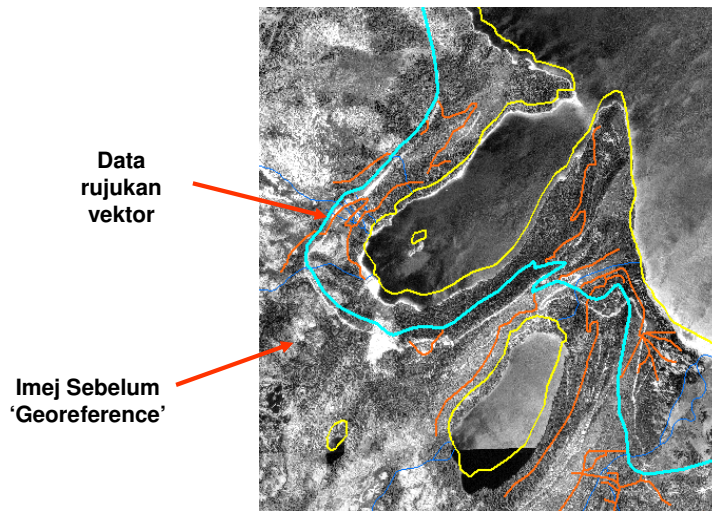 Data
rujukan
vektor
Imej Sebelum
‘Georeference’